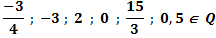 -3/4 ; -3; 2 ; 0 ; 15/3 ; 0,5 ∈ Q